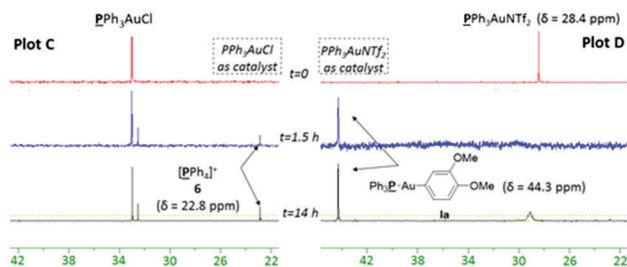 PPh₃AuCl
PPh₃AuNTf₂ (δ = 28.4 ppm)
Plot C
PPh₃AuCl
as catalyst
PPh₃AuNTf₂
as catalyst
Plot D
t=0
t=1.5 h
[PPh₄]⁺
6
(δ = 22.8 ppm)
OMe
Ph₃P-Au
OMe
(δ = 44.3 ppm)
Ia
t=14 h
42 38 34 30 26 22
42 38 34 30 26 22